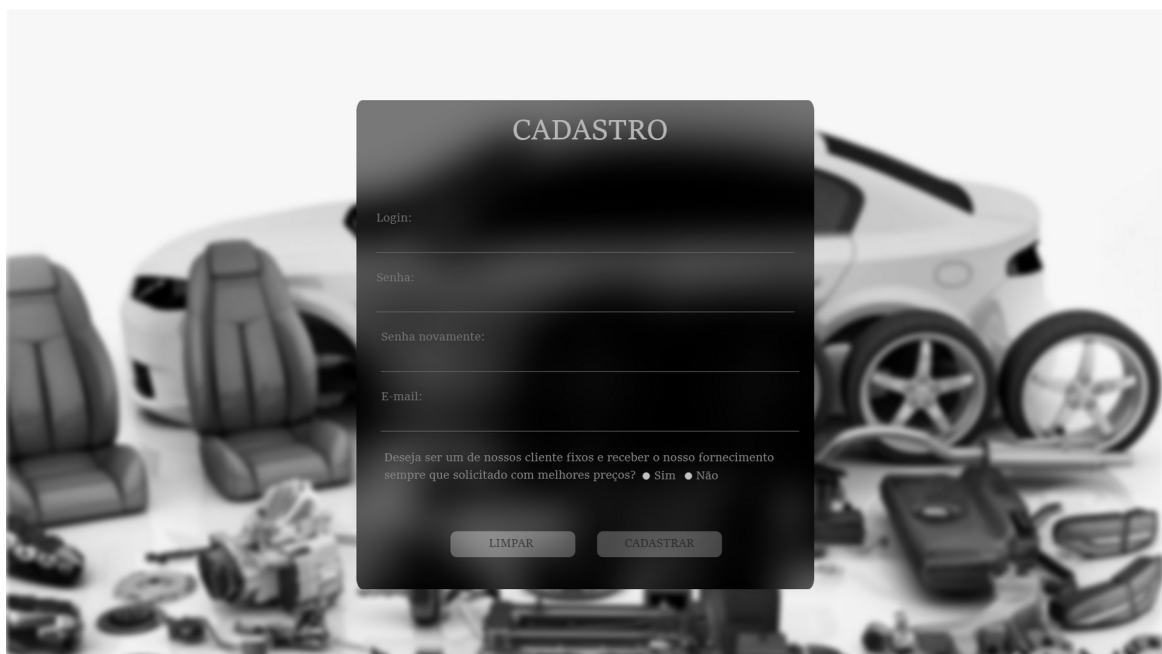 CADASTRO
Login:
Senha:
Senha novamente:
E-mail:
Deseja ser um de nossos cliente fixos e receber o nosso fornecimento
sempre que solicitado com melhores preços? Sim Não
LIMPAR CADASTRAR